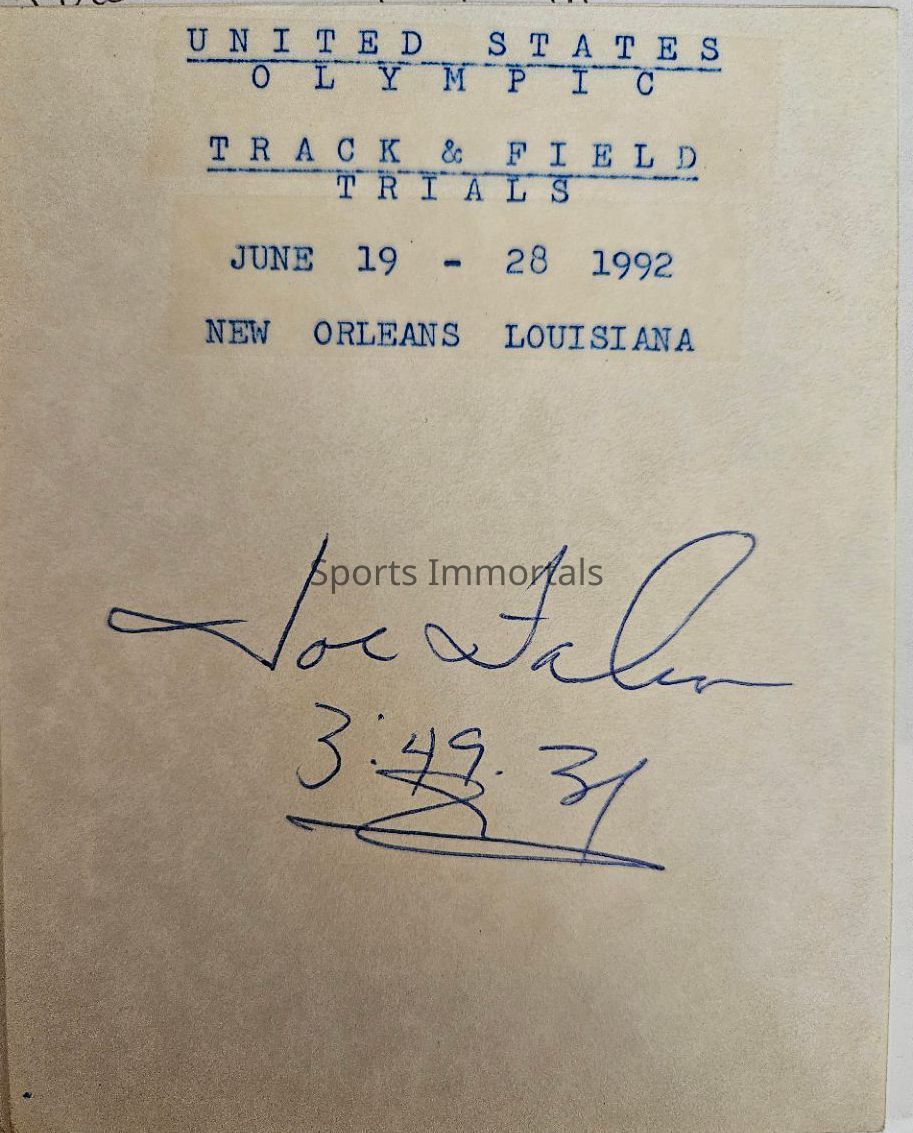 UNITED STATES
OLYMPIC
TRACK & FIELD
TRIALS
JUNE 19 - 28 1992
NEW ORLEANS LOUISIANA
Sports Immortals
Joe Falcon
3:49.31